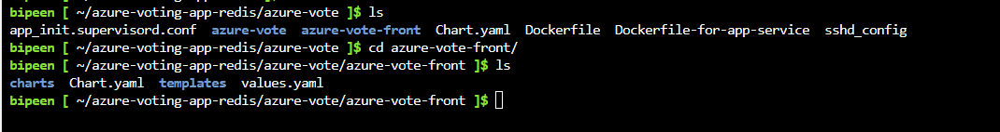 bipeen [ ~/azure-voting-app-redis/azure-vote ]$ ls
app_init.supervisord.conf  azure-vote  azure-vote-front  Chart.yaml  Dockerfile  Dockerfile-for-app-service  sshd_config
bipeen [ ~/azure-voting-app-redis/azure-vote ]$ cd azure-vote-front/
bipeen [ ~/azure-voting-app-redis/azure-vote/azure-vote-front ]$ ls
charts  Chart.yaml  templates  values.yaml
bipeen [ ~/azure-voting-app-redis/azure-vote/azure-vote-front ]$